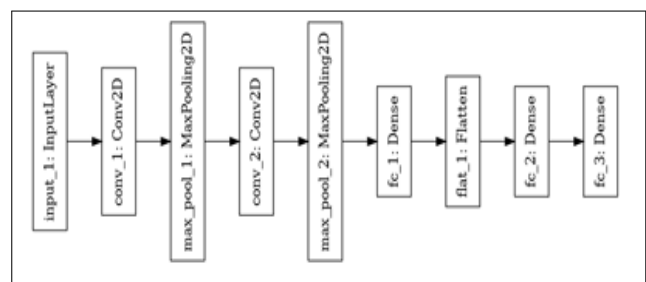 input_1: InputLayer
conv_1: Conv2D
max_pool_1: MaxPooling2D
conv_2: Conv2D
max_pool_2: MaxPooling2D
fc_1: Dense
flat_1: Flatten
fc_2: Dense
fc_3: Dense